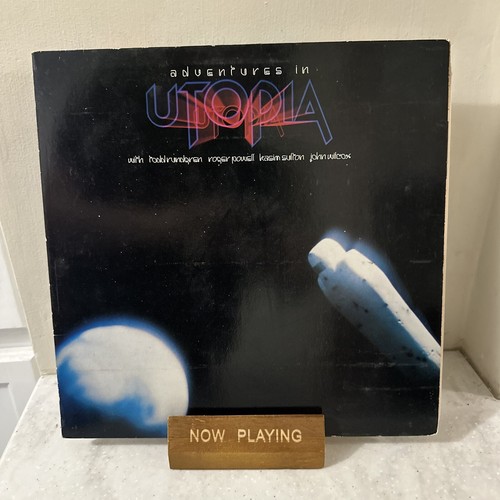 adventures in
UTOPIA
with todd rundgren roger powell kasim sulton john wilcox
NOW PLAYING